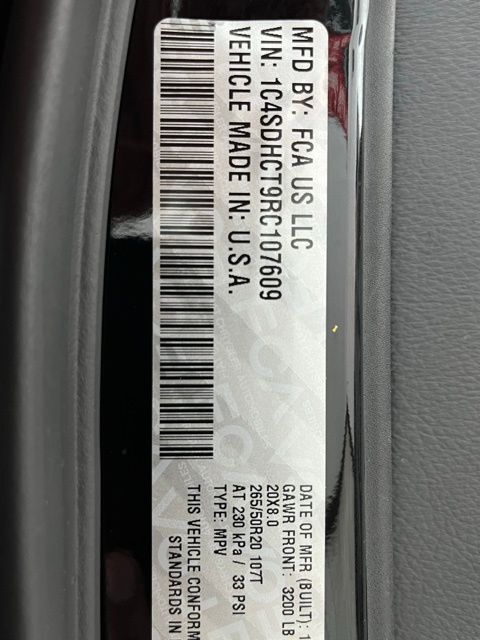 MFD BY: FCA US LLC
VIN: 1C4SDHCT9RC107609
VEHICLE MADE IN: U.S.A.
DATE OF MFR (BUILT): 1
GAWR FRONT: 3200 LB
20X8.0
265/50R20 107T
AT 230 kPa / 33 PSI
TYPE: MPV
THIS VEHICLE CONFORM
STANDARDS IN